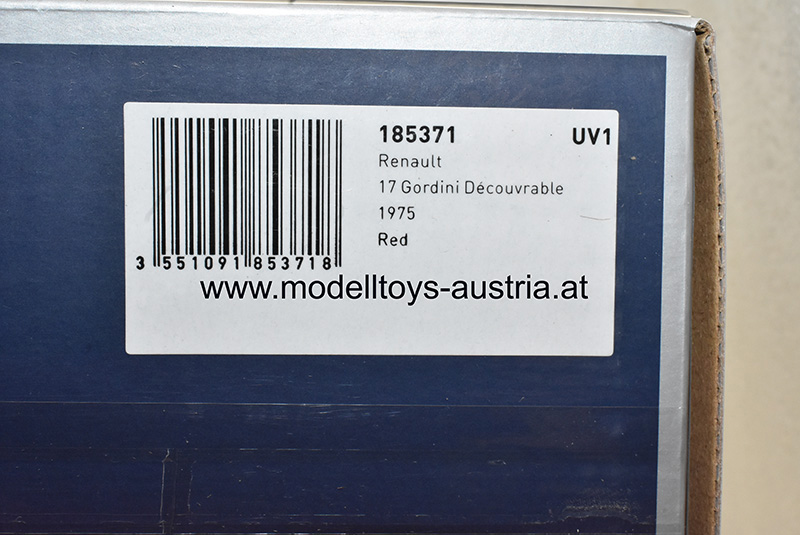 185371 UV1
Renault
17 Gordini Découvrable
1975
Red
3 551091 853718
www.modelltoys-austria.at